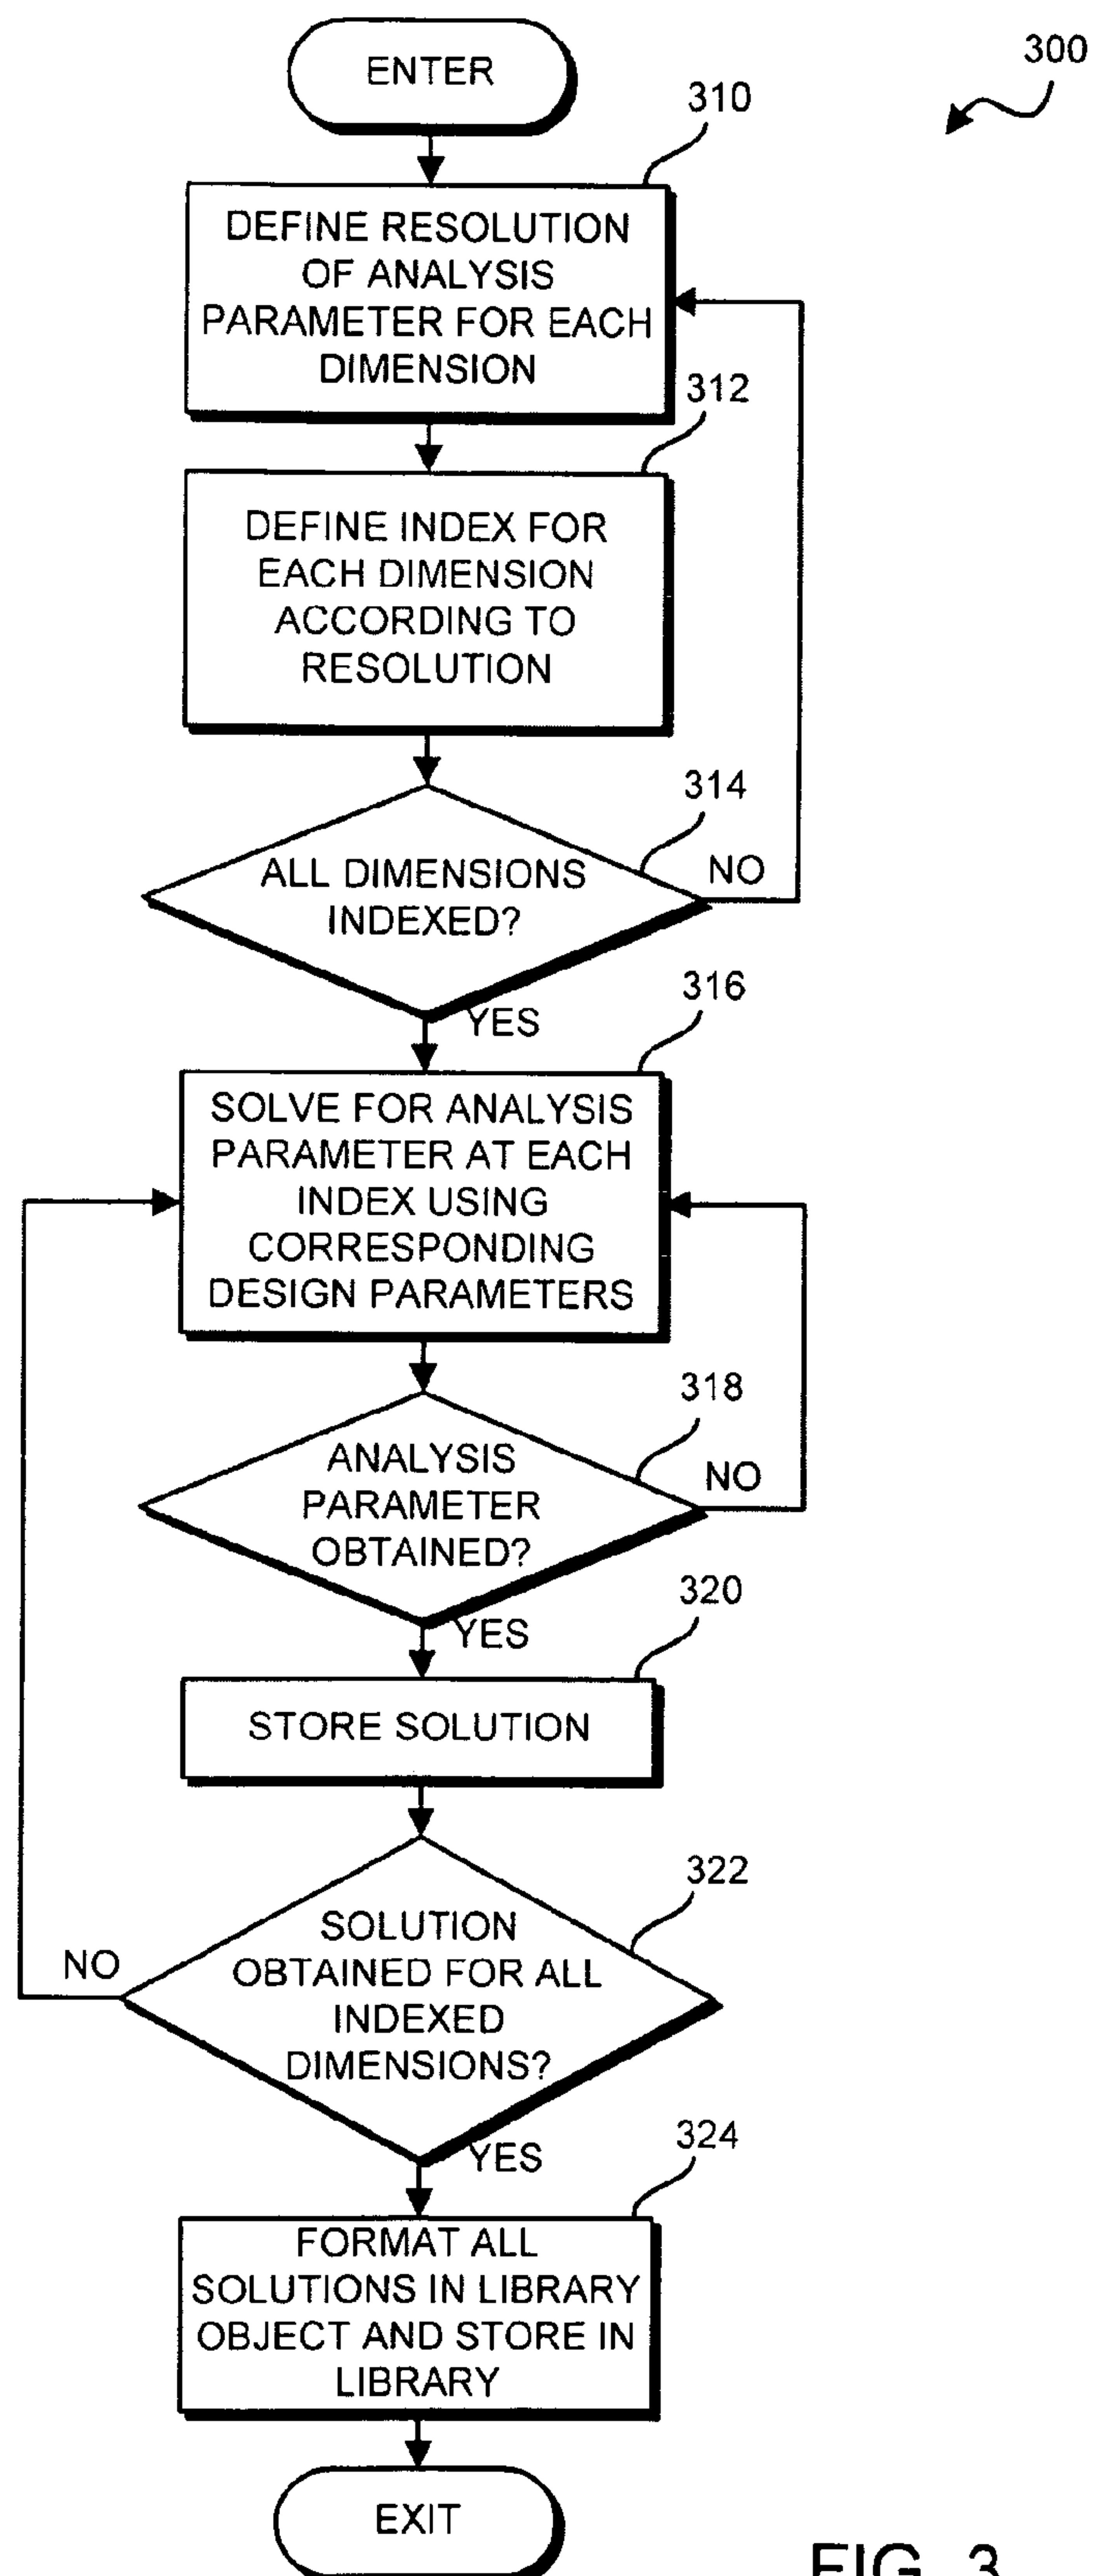 ENTER
300
310
DEFINE RESOLUTION
OF ANALYSIS
PARAMETER FOR EACH
DIMENSION
312
DEFINE INDEX FOR
EACH DIMENSION
ACCORDING TO
RESOLUTION
314
ALL DIMENSIONS
INDEXED?
NO
YES
316
SOLVE FOR ANALYSIS
PARAMETER AT EACH
INDEX USING
CORRESPONDING
DESIGN PARAMETERS
318
ANALYSIS
PARAMETER
OBTAINED?
NO
YES
320
STORE SOLUTION
322
SOLUTION
OBTAINED FOR ALL
INDEXED
DIMENSIONS?
NO
YES
324
FORMAT ALL
SOLUTIONS IN LIBRARY
OBJECT AND STORE IN
LIBRARY
EXIT
FIG. 3